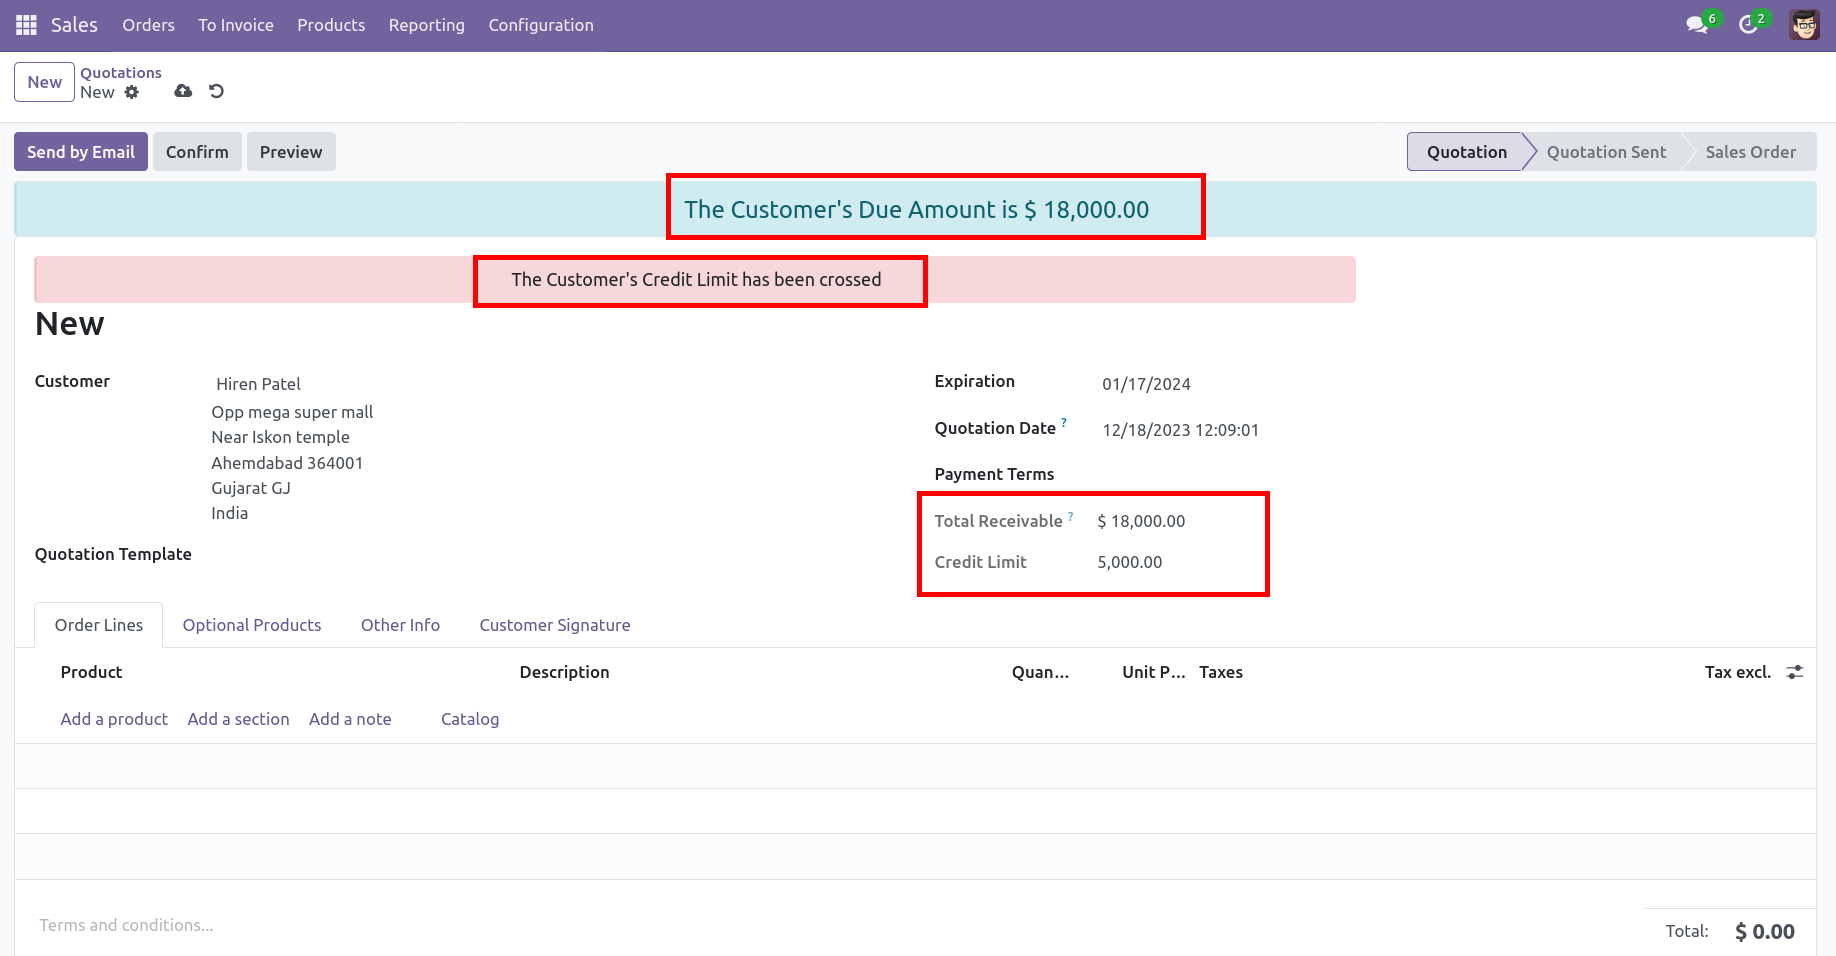 Sales Orders To Invoice Products Reporting Configuration 6 2
New Quotations
New
Send by Email Confirm Preview Quotation Quotation Sent Sales Order
The Customer's Due Amount is $ 18,000.00
The Customer's Credit Limit has been crossed
New
Customer Hiren Patel
Opp mega super mall
Near Iskon temple
Ahemdabad 364001
Gujarat GJ
India
Quotation Template
Expiration 01/17/2024
Quotation Date ? 12/18/2023 12:09:01
Payment Terms
Total Receivable ? $ 18,000.00
Credit Limit 5,000.00
Order Lines Optional Products Other Info Customer Signature
Product Description Quan... Unit P... Taxes Tax excl.
Add a product Add a section Add a note Catalog
Terms and conditions...
Total: $ 0.00